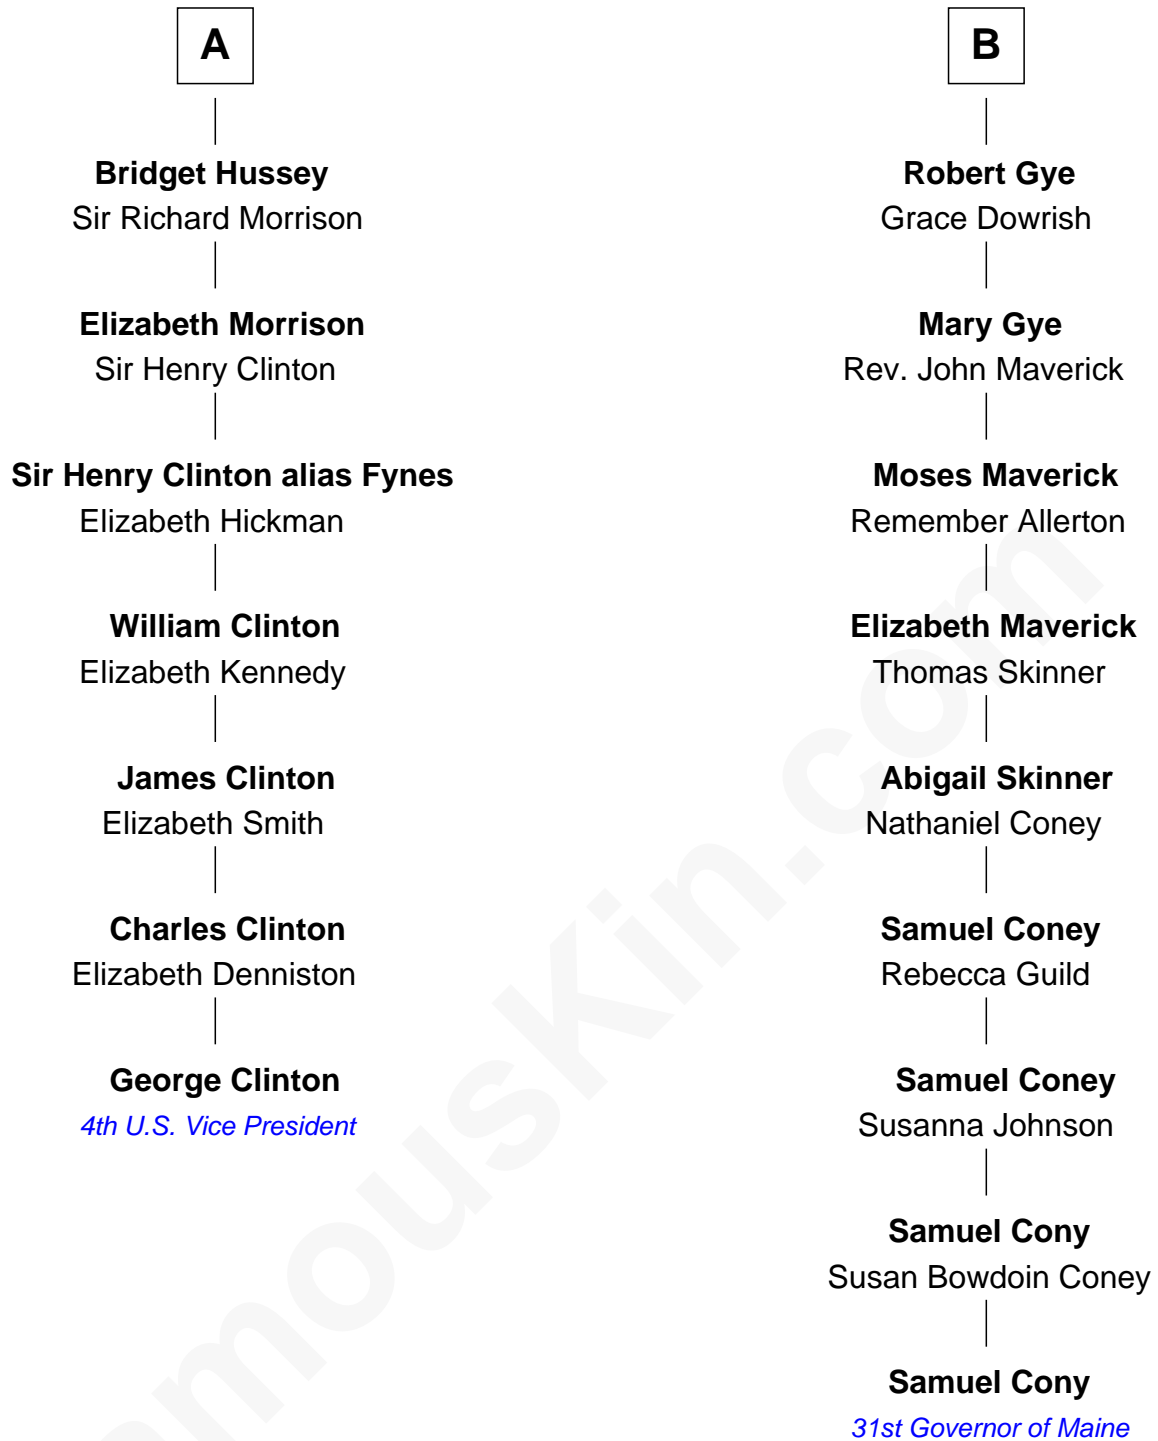 A
Bridget Hussey
Sir Richard Morrison
Elizabeth Morrison
Sir Henry Clinton
Sir Henry Clinton alias Fynes
Elizabeth Hickman
William Clinton
Elizabeth Kennedy
James Clinton
Elizabeth Smith
Charles Clinton
Elizabeth Denniston
George Clinton
4th U.S. Vice President
B
Robert Gye
Grace Dowrish
Mary Gye
Rev. John Maverick
Moses Maverick
Remember Allerton
Elizabeth Maverick
Thomas Skinner
Abigail Skinner
Nathaniel Coney
Samuel Coney
Rebecca Guild
Samuel Coney
Susanna Johnson
Samuel Cony
Susan Bowdoin Coney
Samuel Cony
31st Governor of Maine
amouskin.com